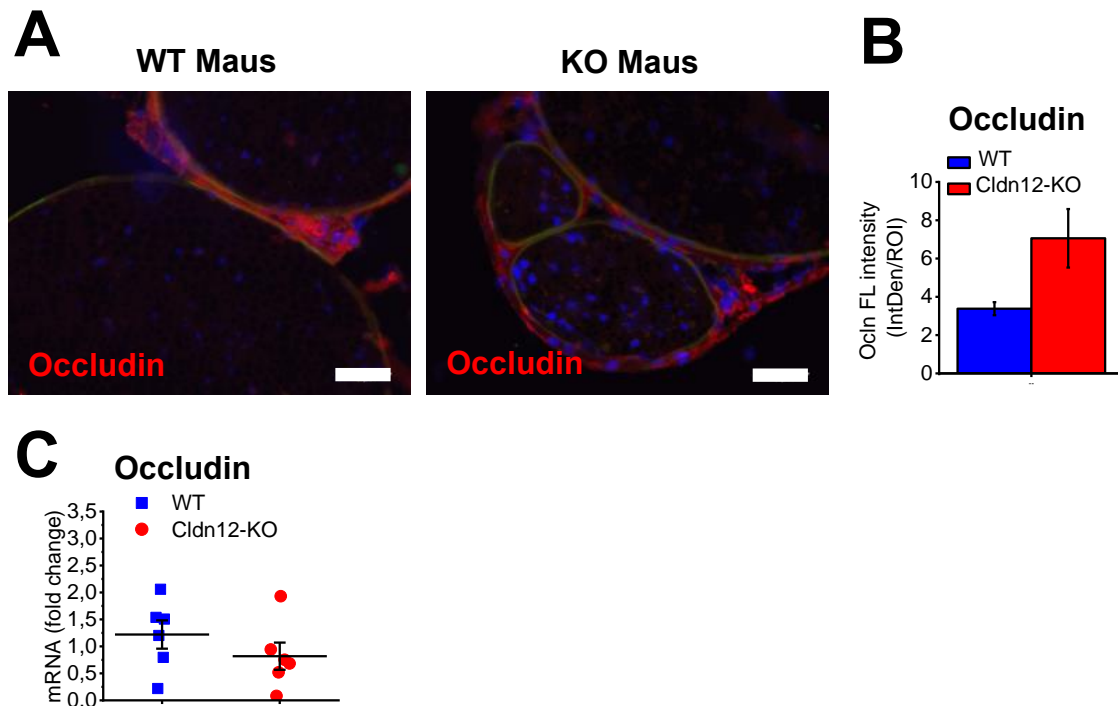 A
WT Maus
KO Maus
Occludin
Occludin
B
Occludin
WT
Cldn12-KO
Ocln FL intensity
(IntDen/ROI)
10
8
6
4
2
0
C
Occludin
WT
Cldn12-KO
mRNA (fold change)
3,5
3,0
2,5
2,0
1,5
1,0
0,5
0,0